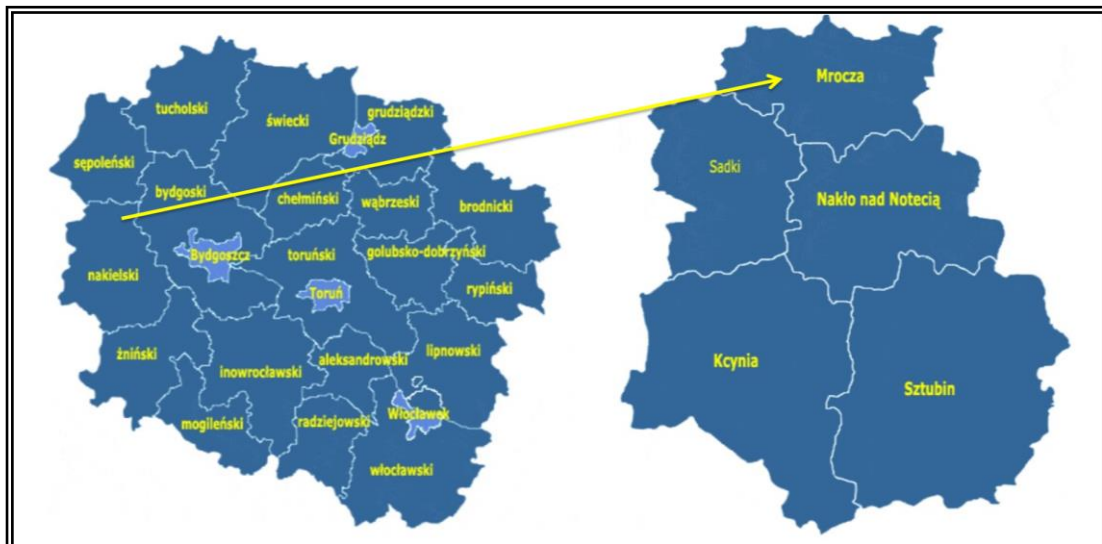 tucholski
świecki
grudziądzki
Grudziądz
sępoleński
bydgoski
chełmiński
wąbrzeski
brodnicki
Bydgoszcz
toruński
golubsko-dobrzyński
nakielski
Toruń
rypiński
żniński
inowrocławski
aleksandrowski
lipnowski
mogileński
radziejowski
Włocławek
włocławski
Mrocza
Sadki
Nakło nad Notecią
Kcynia
Sztubin